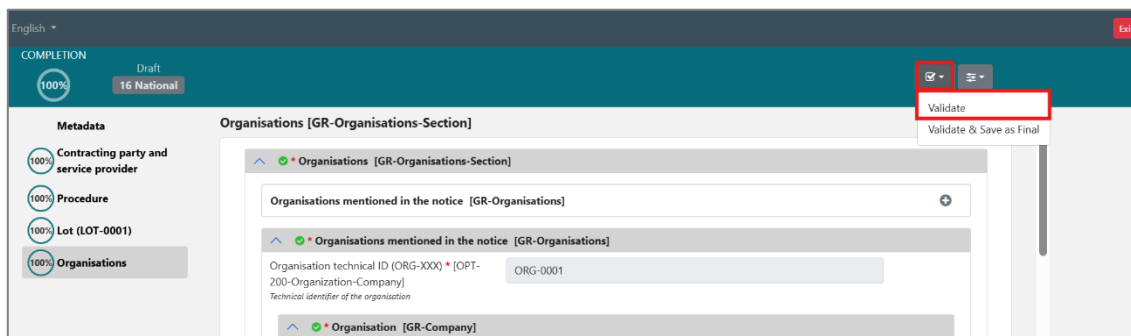 English
Exi
COMPLETION
100%
Draft
16 National
Validate
Validate & Save as Final
Metadata
100% Contracting party and
service provider
100% Procedure
100% Lot (LOT-0001)
100% Organisations
Organisations [GR-Organisations-Section]
* Organisations [GR-Organisations-Section]
Organisations mentioned in the notice [GR-Organisations]
* Organisations mentioned in the notice [GR-Organisations]
Organisation technical ID (ORG-XXX) * [OPT-
200-Organization-Company]
Technical identifier of the organisation
ORG-0001
* Organisation [GR-Company]